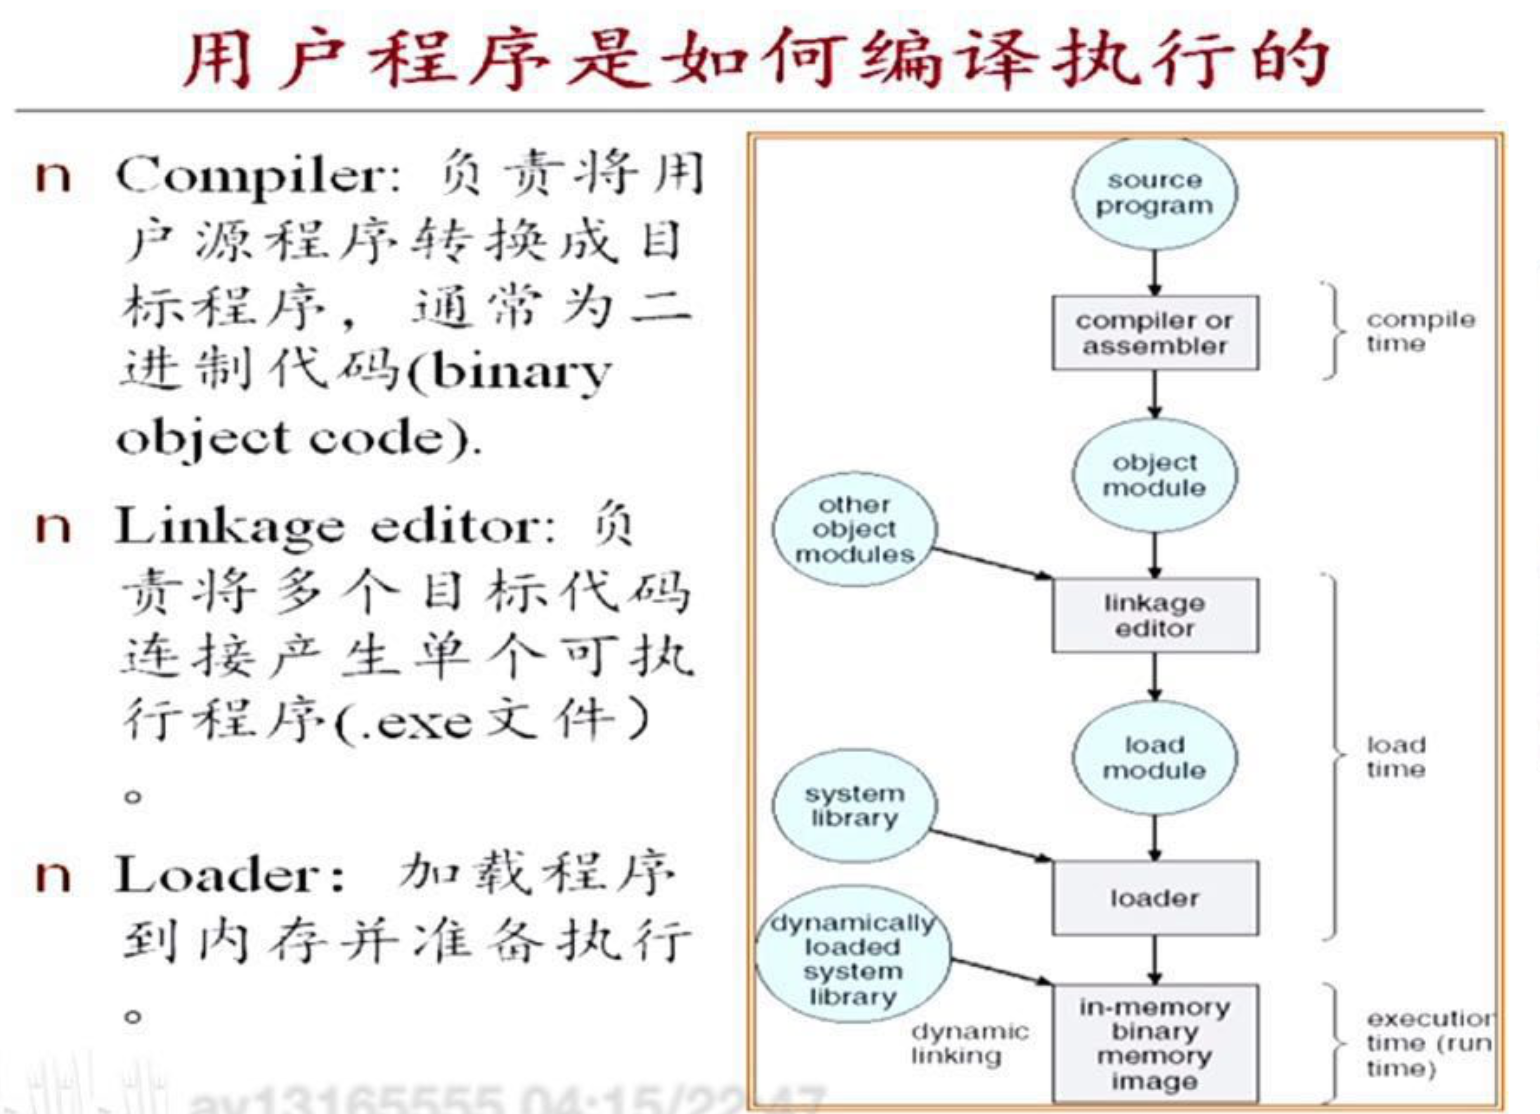 用户程序是如何编译执行的
n Compiler: 负责将用
户源程序转换成目
标程序，通常为二
进制代码(binary
object code).
n Linkage editor: 负
责将多个目标代码
连接产生单个可执
行程序(.exe文件）
。
n Loader： 加载程序
到内存并准备执行
。
source
program
compiler or
assembler
compile
time
object
module
other
object
modules
linkage
editor
load
module
load
time
system
library
loader
dynamically
loaded
system
library
dynamic
linking
in-memory
binary
memory
image
execution
time (run
time)
av13165555 04:15/22:47